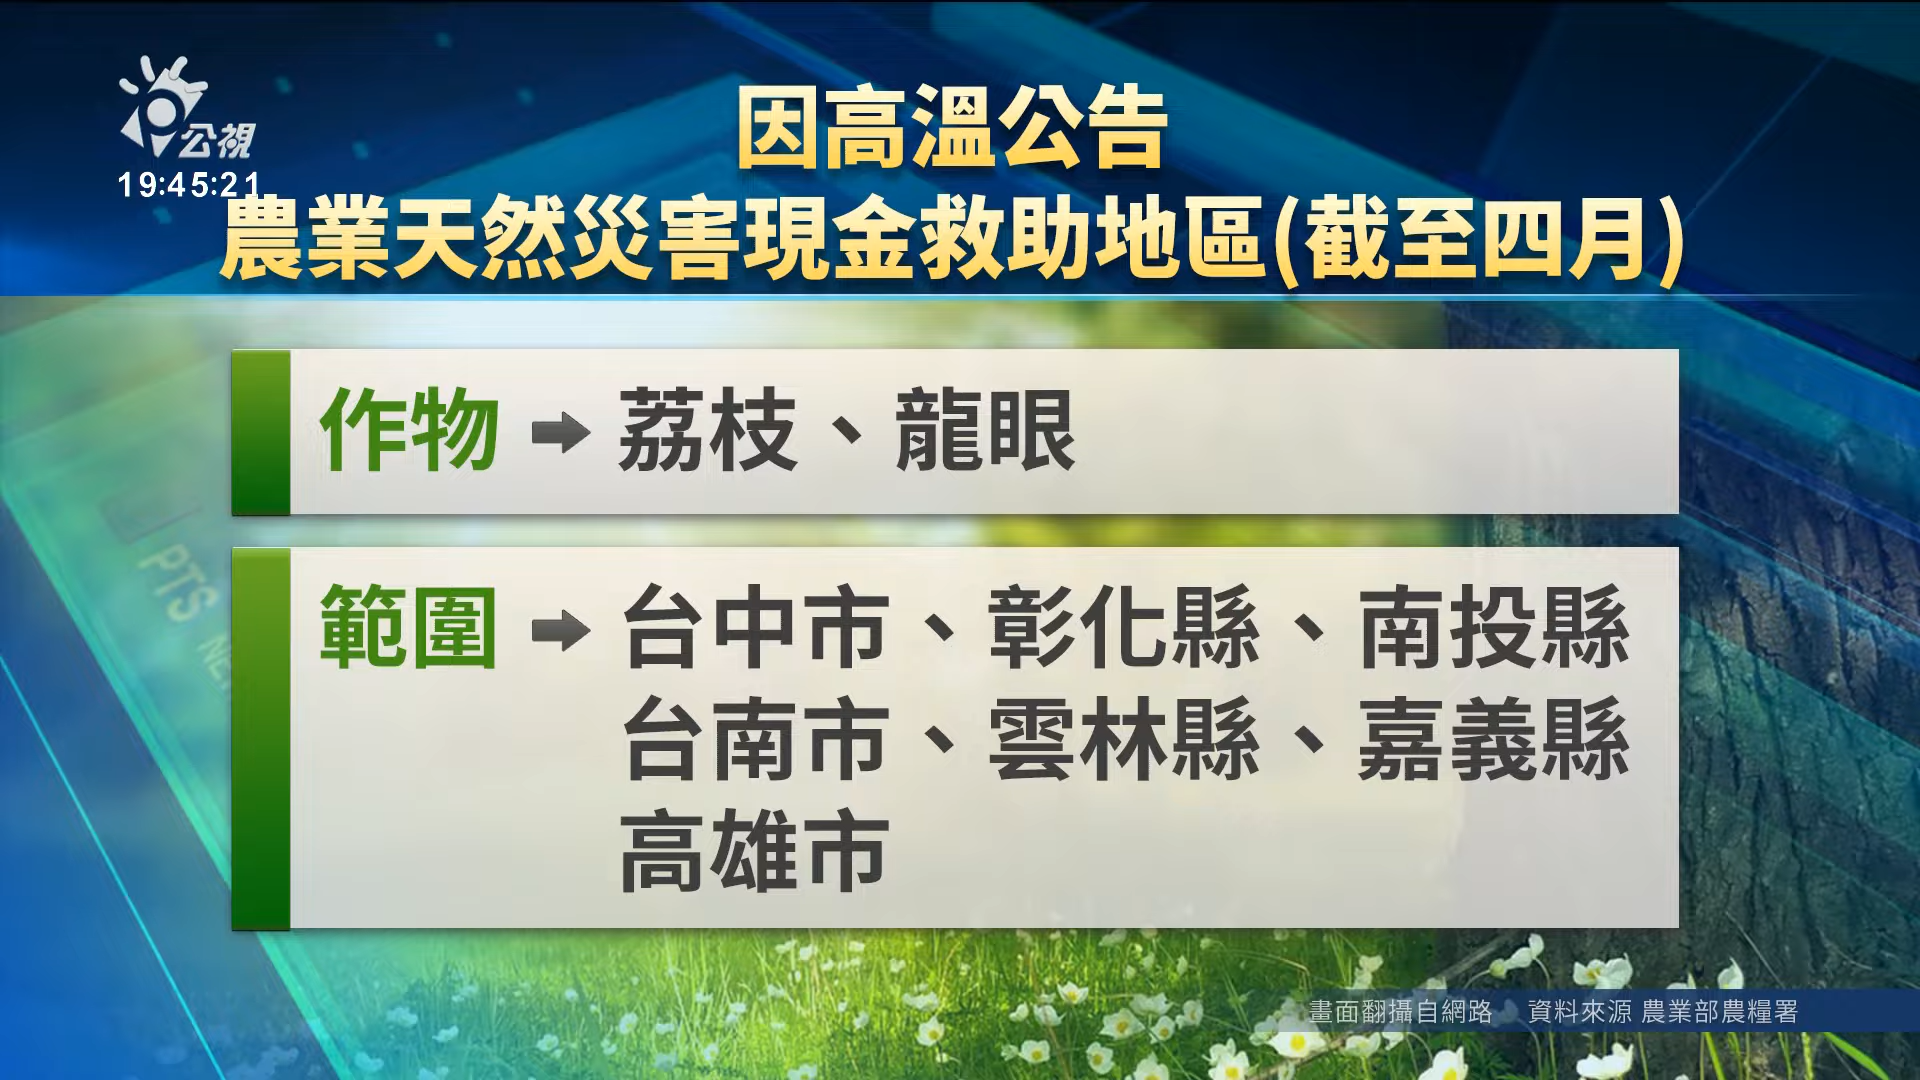 公視
19:45:21
因高溫公告
農業天然災害現金救助地區(截至四月)
作物 ➡ 荔枝、龍眼
範圍 ➡ 台中市、彰化縣、南投縣
台南市、雲林縣、嘉義縣
高雄市
PTS
畫面翻攝自網路 資料來源 農業部農糧署